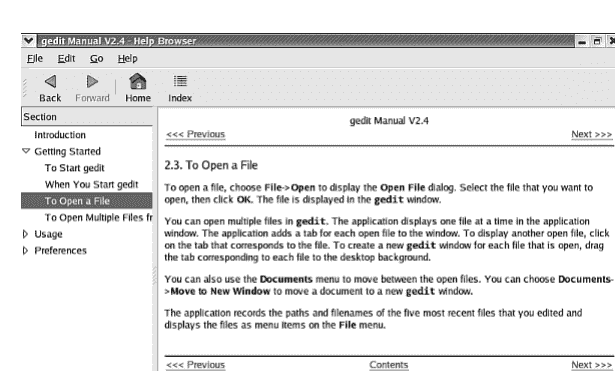 gedit Manual V2.4 - Help Browser
File Edit Go Help
Back Forward Home Index
Section
Introduction
Getting Started
To Start gedit
When You Start gedit
To Open a File
To Open Multiple Files fr
Usage
Preferences
gedit Manual V2.4
<<< Previous Next >>>
2.3. To Open a File
To open a file, choose File->Open to display the Open File dialog. Select the file that you want to
open, then click OK. The file is displayed in the gedit window.
You can open multiple files in gedit. The application displays one file at a time in the application
window. The application adds a tab for each open file to the window. To display another open file, click
on the tab that corresponds to the file. To create a new gedit window for each file that is open, drag
the tab corresponding to each file to the desktop background.
You can also use the Documents menu to move between the open files. You can choose Documents-
>Move to New Window to move a document to a new gedit window.
The application records the paths and filenames of the five most recent files that you edited and
displays the files as menu items on the File menu.
<<< Previous Contents Next >>>